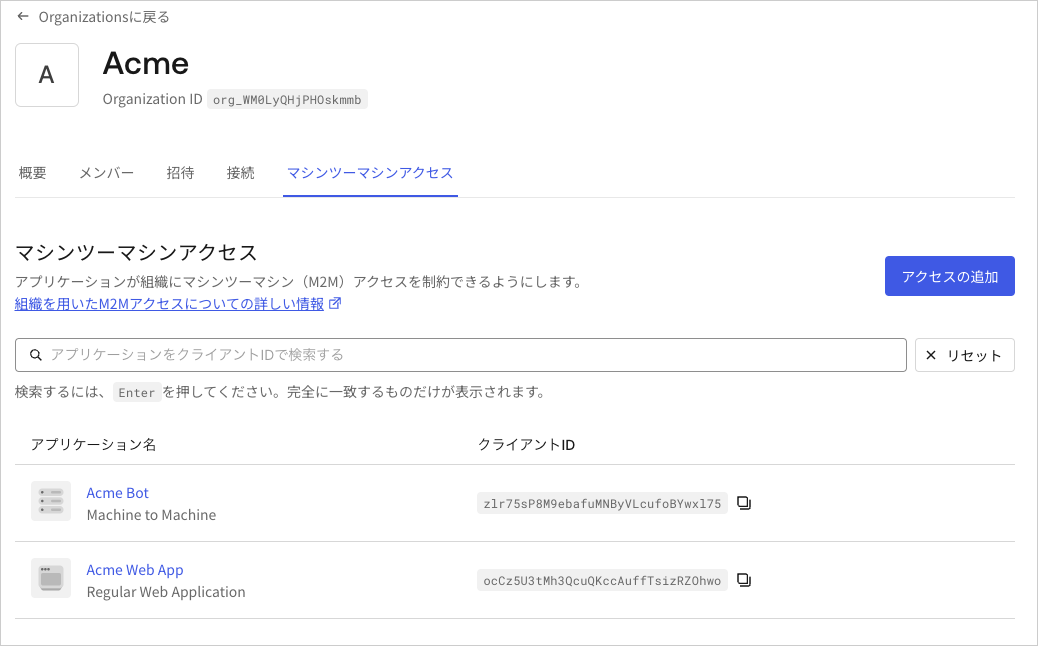 ← Organizationsに戻る
A
Acme
Organization ID org_WM0LyQHjPHOskmmb
概要 メンバー 招待 接続 マシンツーマシンアクセス
マシンツーマシンアクセス
アプリケーションが組織にマシンツーマシン（M2M）アクセスを制約できるようにします。
組織を用いたM2Mアクセスについての詳しい情報
アクセスの追加
アプリケーションをクライアントIDで検索する
× リセット
検索するには、 Enter を押してください。完全に一致するものだけが表示されます。
アプリケーション名 クライアントID
Acme Bot
Machine to Machine
zlr75sP8M9ebafuMNByVLcufoBYwxl75
Acme Web App
Regular Web Application
ocCz5U3tMh3QcuQKccAuffTsizRZOhwo